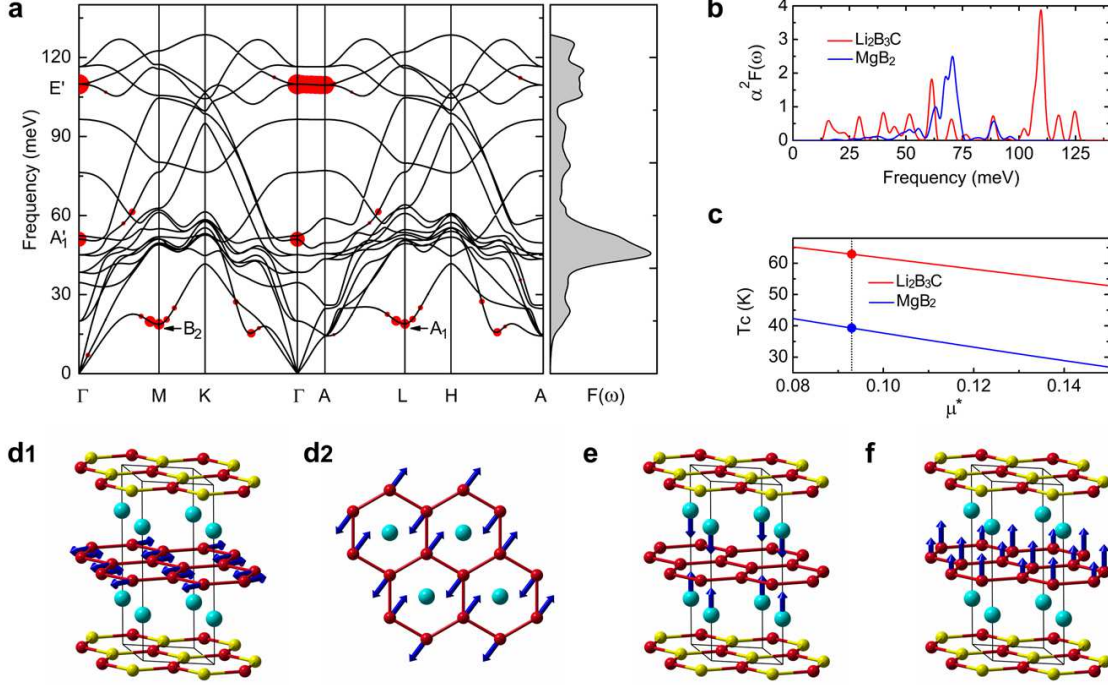 a
Frequency (meV)
120
90
60
30
0
E'
A'₁
B₂
A₁
Γ M K Γ A L H A
F(ω)
b
α²F(ω)
4
3
2
1
0
Li₂B₃C
MgB₂
0 25 50 75 100 125
Frequency (meV)
c
Tc (K)
60
50
40
30
Li₂B₃C
MgB₂
0.08 0.10 0.12 0.14
μ*
d1
d2
e
f